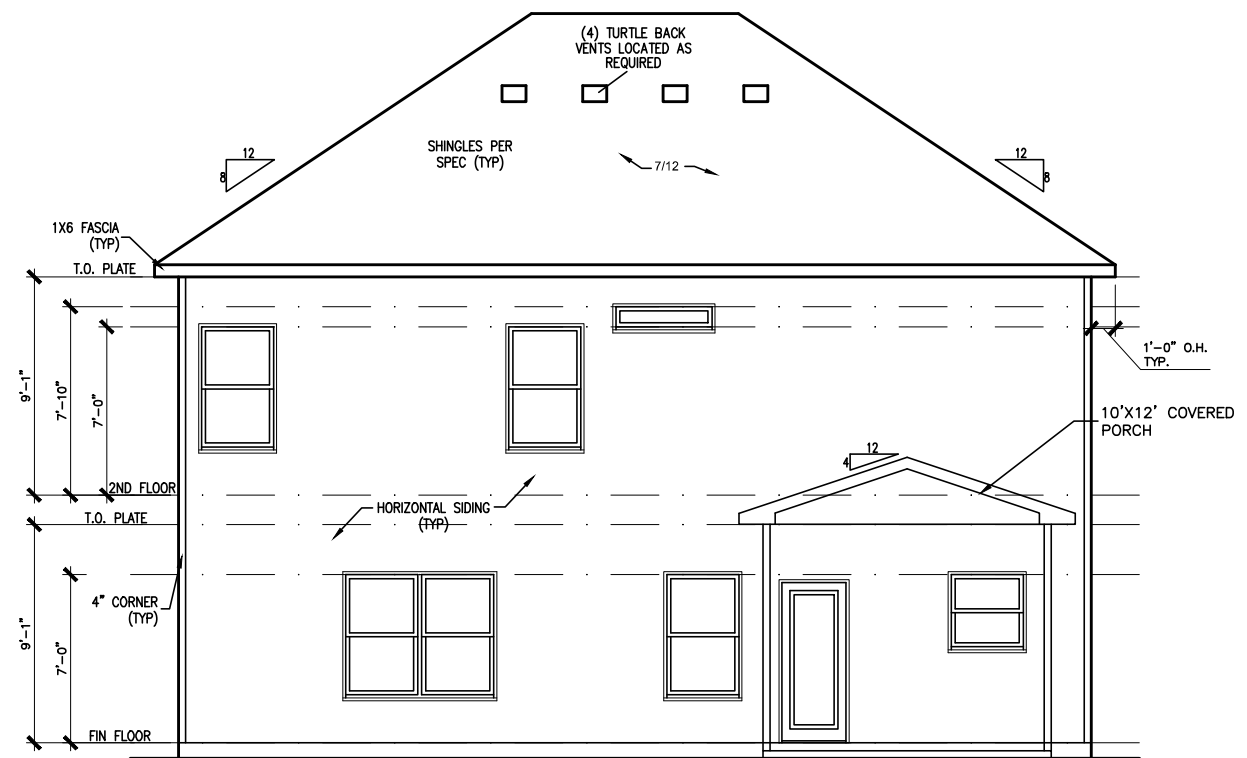 (4) TURTLE BACK
VENTS LOCATED AS
REQUIRED
12
8
SHINGLES PER
SPEC (TYP)
7/12
12
8
1X6 FASCIA
(TYP)
T.O. PLATE
9'-1"
7'-10"
7'-0"
1'-0" O.H.
TYP.
10'X12' COVERED
PORCH
12
4
2ND FLOOR
HORIZONTAL SIDING
(TYP)
T.O. PLATE
4" CORNER
(TYP)
9'-1"
7'-0"
FIN FLOOR